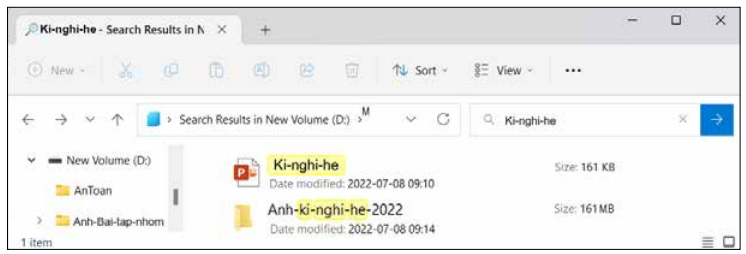 Ki-nghi-he - Search Results in N × +
New Sort View •••
Search Results in New Volume (D:) M Ki-nghi-he
New Volume (D:)
AnToan
Anh-Bai-tap-nhom
Ki-nghi-he Size: 161 KB
Date modified: 2022-07-08 09:10
Anh-ki-nghi-he-2022 Size: 161MB
Date modified: 2022-07-08 09:14
1 item